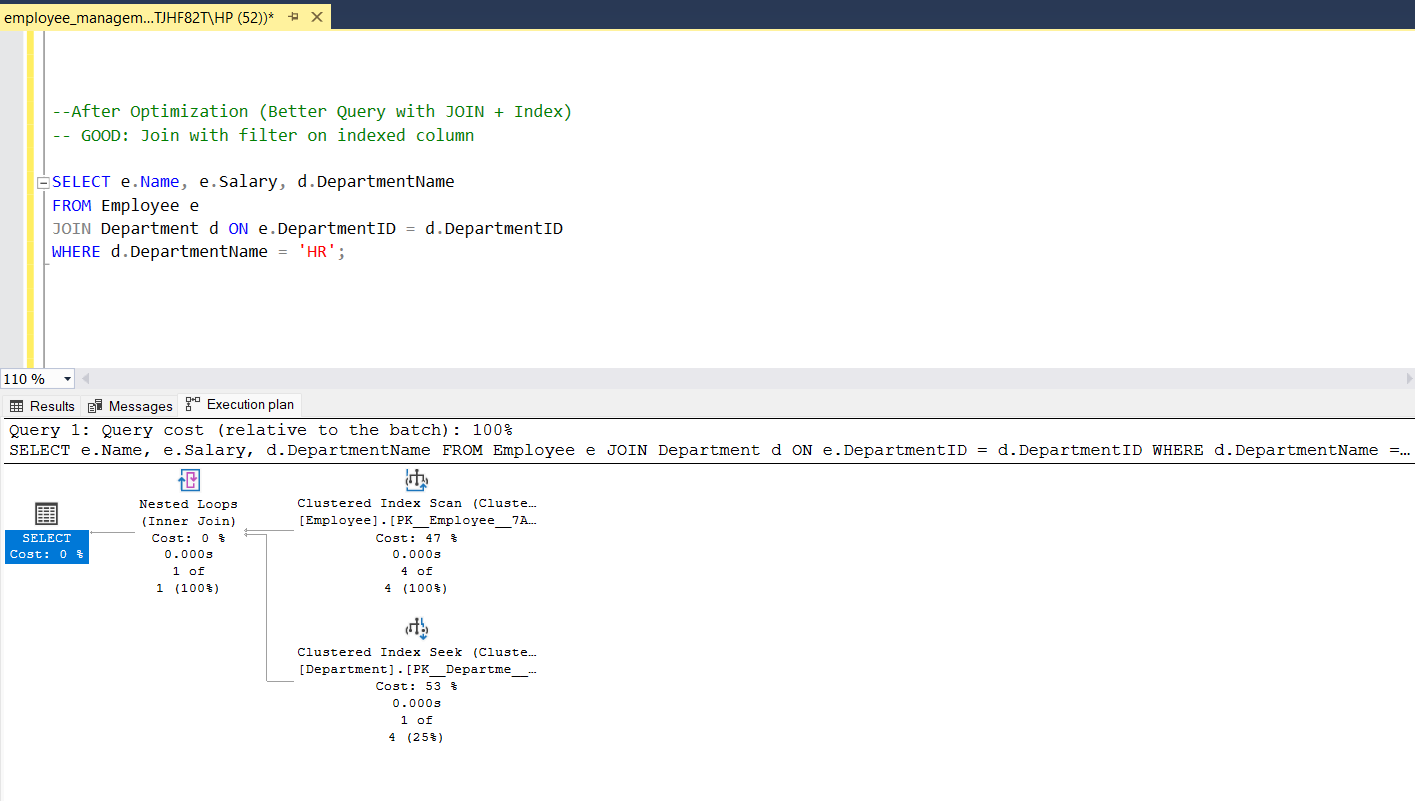 employee_managem...TJHF82T\HP (52))*
--After Optimization (Better Query with JOIN + Index)
-- GOOD: Join with filter on indexed column
SELECT e.Name, e.Salary, d.DepartmentName
FROM Employee e
JOIN Department d ON e.DepartmentID = d.DepartmentID
WHERE d.DepartmentName = 'HR';
110 %
Results Messages Execution plan
Query 1: Query cost (relative to the batch): 100%
SELECT e.Name, e.Salary, d.DepartmentName FROM Employee e JOIN Department d ON e.DepartmentID = d.DepartmentID WHERE d.DepartmentName =…
SELECT
Cost: 0 %
Nested Loops
(Inner Join)
Cost: 0 %
0.000s
1 of
1 (100%)
Clustered Index Scan (Cluste…
[Employee].[PK__Employee__7A…
Cost: 47 %
0.000s
4 of
4 (100%)
Clustered Index Seek (Cluste…
[Department].[PK__Departme__…
Cost: 53 %
0.000s
1 of
4 (25%)